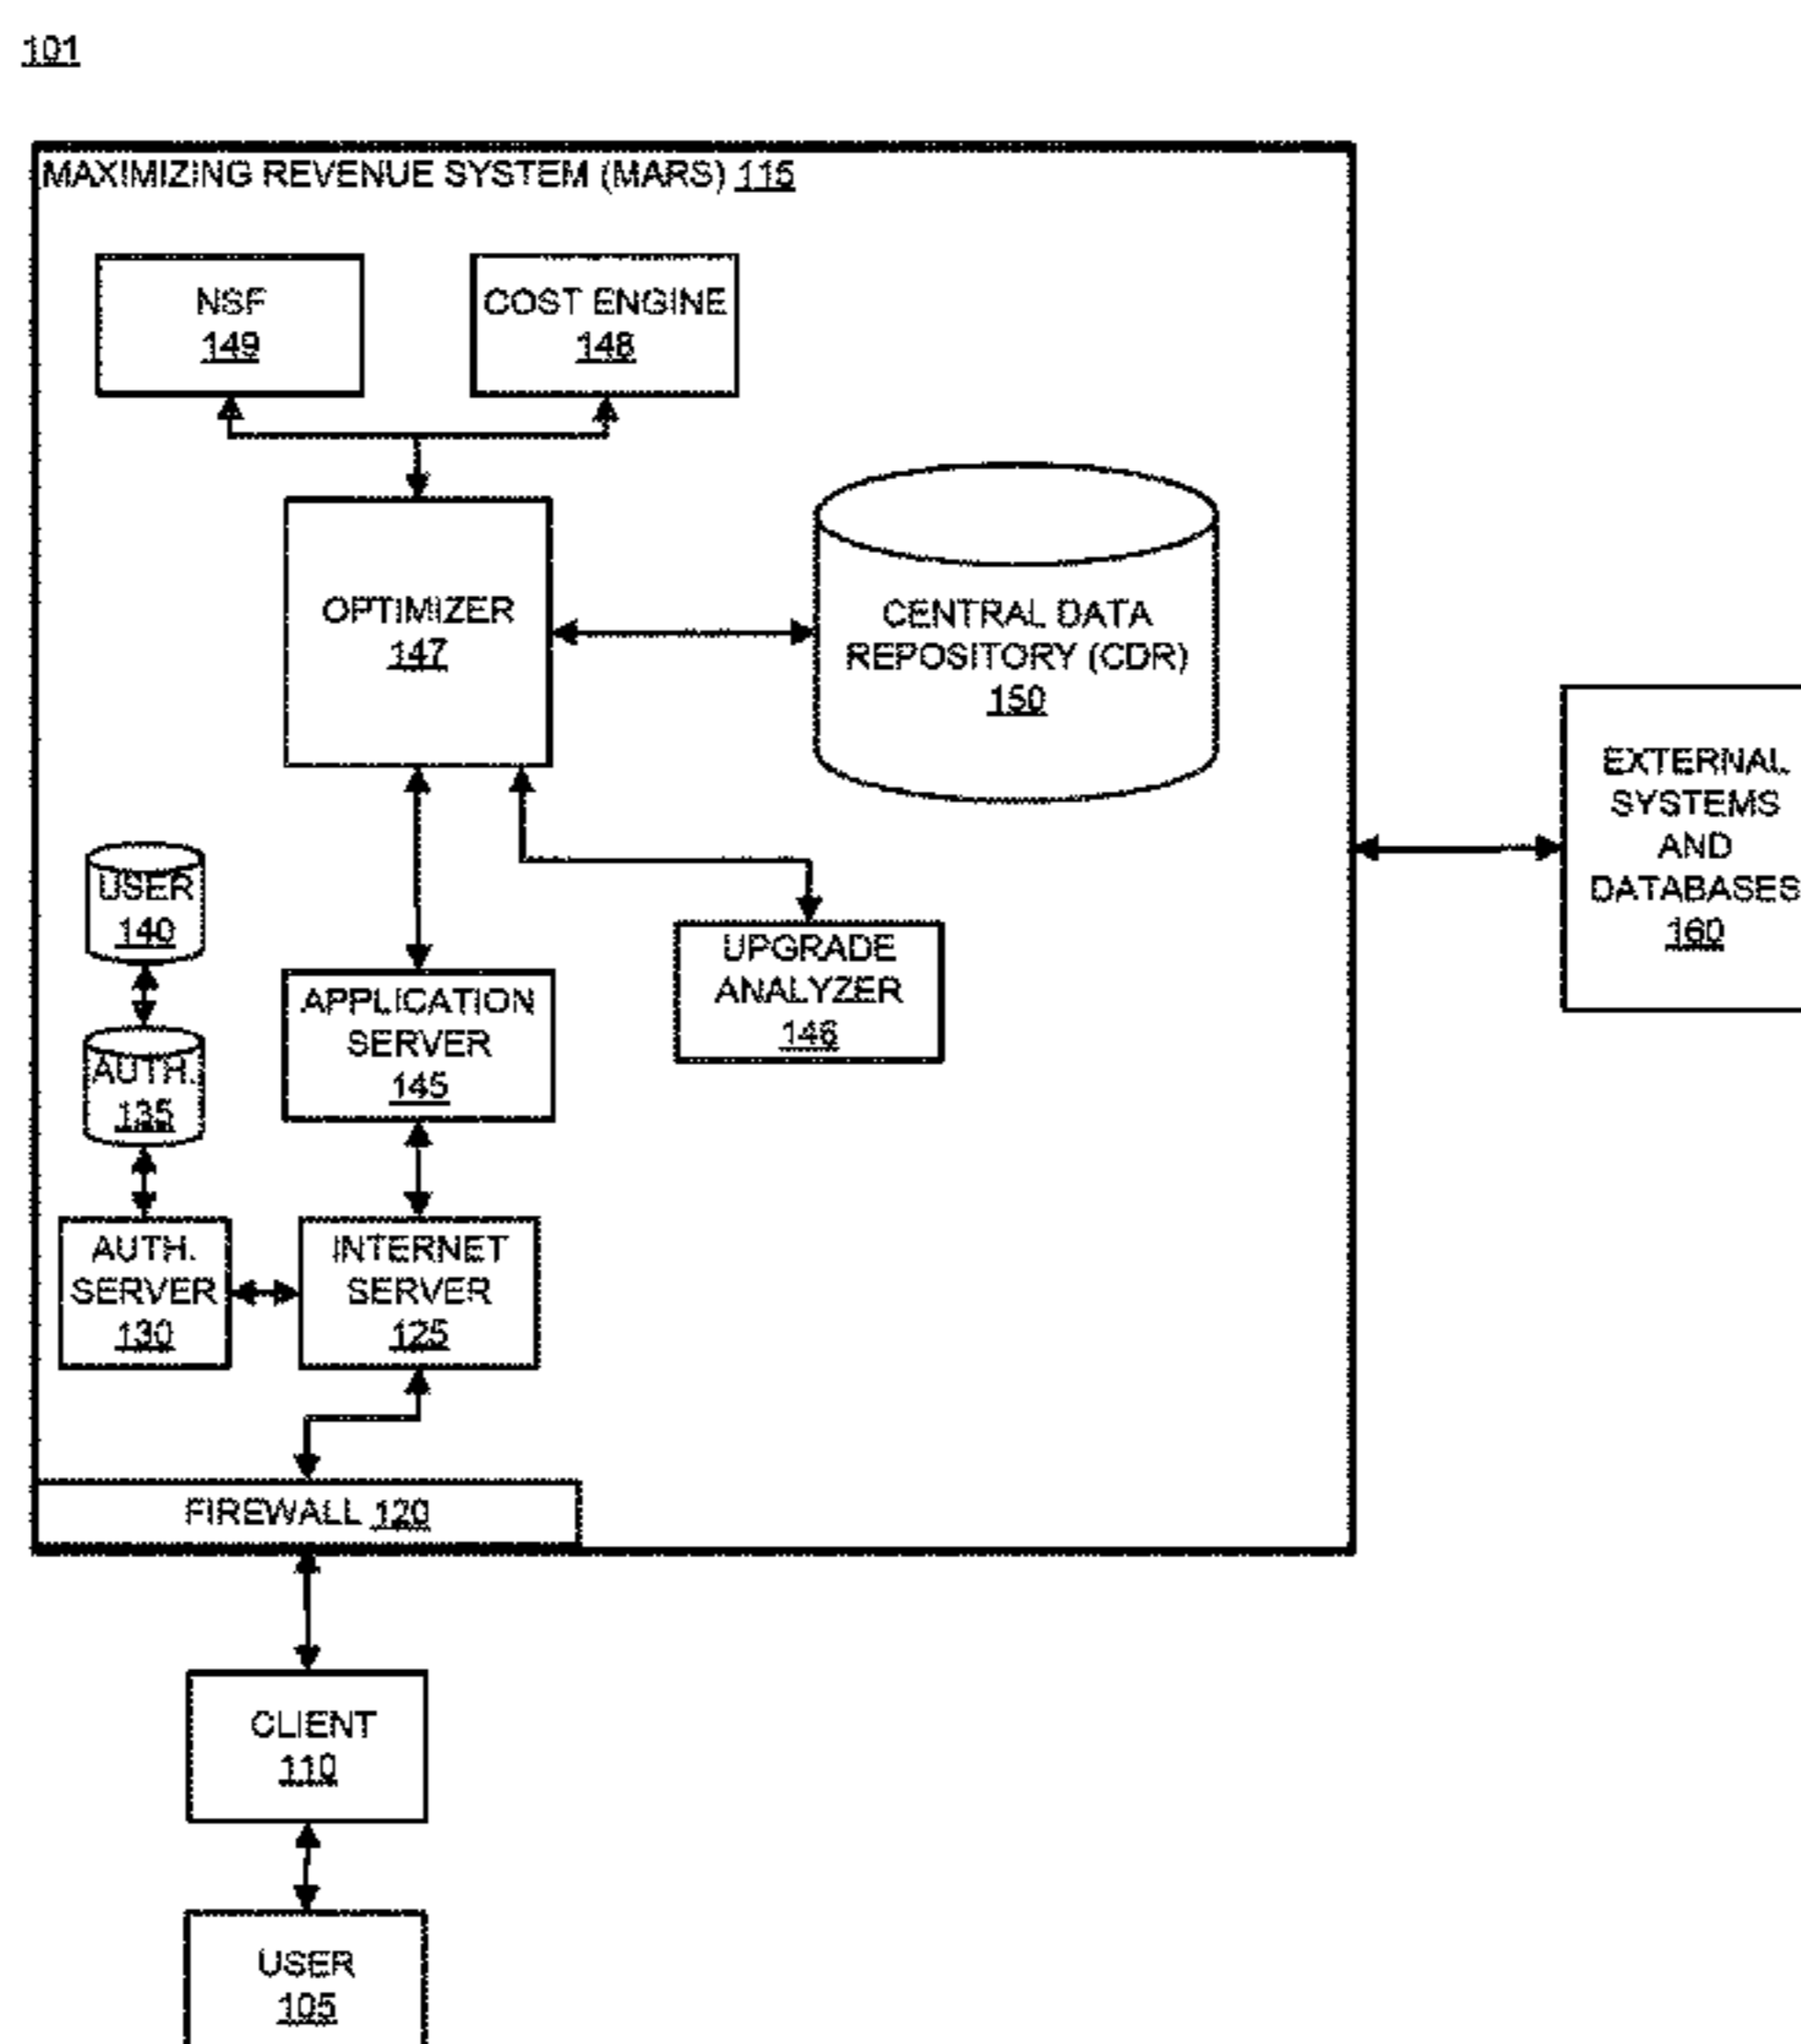 101
MAXIMIZING REVENUE SYSTEM (MARS) 115
NSF
149
COST ENGINE
148
OPTIMIZER
147
CENTRAL DATA
REPOSITORY (CDR)
150
EXTERNAL
SYSTEMS
AND
DATABASES
160
USER
140
AUTH.
135
APPLICATION
SERVER
145
UPGRADE
ANALYZER
146
AUTH.
SERVER
130
INTERNET
SERVER
125
FIREWALL 120
CLIENT
110
USER
105